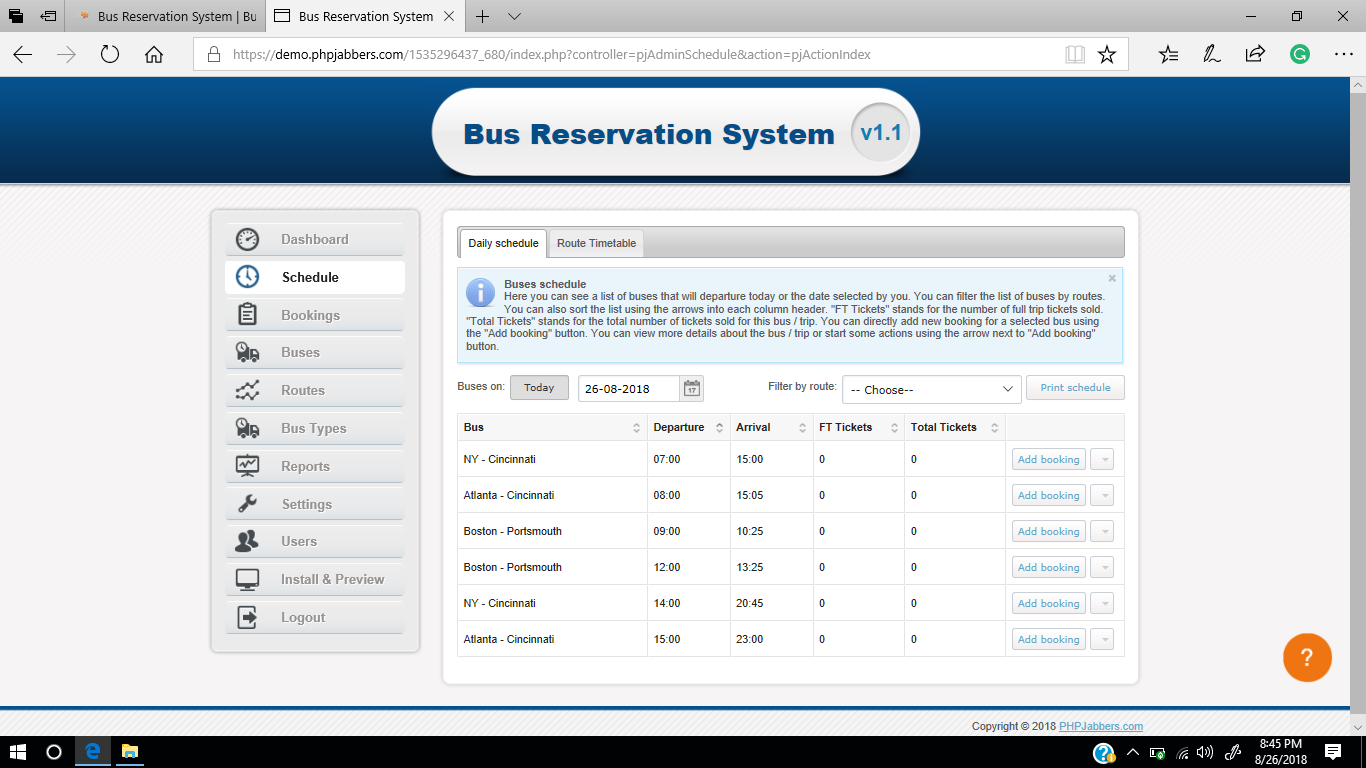 Bus Reservation System | Bu
Bus Reservation System
https://demo.phpjabbers.com/1535296437_680/index.php?controller=pjAdminSchedule&action=pjActionIndex
Bus Reservation System v1.1
Dashboard
Schedule
Bookings
Buses
Routes
Bus Types
Reports
Settings
Users
Install & Preview
Logout
Daily schedule Route Timetable
Buses schedule
Here you can see a list of buses that will departure today or the date selected by you. You can filter the list of buses by routes.
You can also sort the list using the arrows into each column header. "FT Tickets" stands for the number of full trip tickets sold.
"Total Tickets" stands for the total number of tickets sold for this bus / trip. You can directly add new booking for a selected bus using
the "Add booking" button. You can view more details about the bus / trip or start some actions using the arrow next to "Add booking"
button.
Buses on: Today 26-08-2018 17 Filter by route: -- Choose-- Print schedule
Bus Departure Arrival FT Tickets Total Tickets
NY - Cincinnati 07:00 15:00 0 0 Add booking
Atlanta - Cincinnati 08:00 15:05 0 0 Add booking
Boston - Portsmouth 09:00 10:25 0 0 Add booking
Boston - Portsmouth 12:00 13:25 0 0 Add booking
NY - Cincinnati 14:00 20:45 0 0 Add booking
Atlanta - Cincinnati 15:00 23:00 0 0 Add booking
?
Copyright © 2018 PHPJabbers.com
8:45 PM
8/26/2018